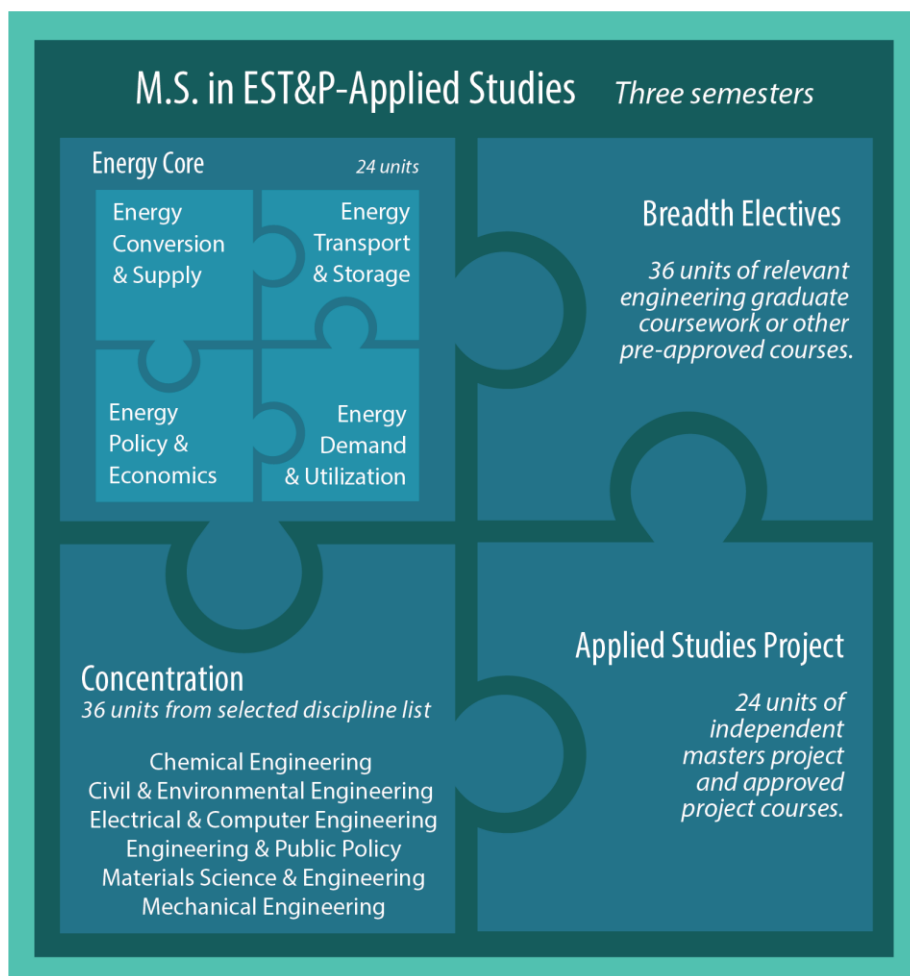 M.S. in EST&P-Applied Studies Three semesters
Energy Core 24 units
Energy
Conversion
& Supply
Energy
Transport
& Storage
Energy
Policy &
Economics
Energy
Demand
& Utilization
Breadth Electives
36 units of relevant
engineering graduate
coursework or other
pre-approved courses.
Concentration
36 units from selected discipline list
Chemical Engineering
Civil & Environmental Engineering
Electrical & Computer Engineering
Engineering & Public Policy
Materials Science & Engineering
Mechanical Engineering
Applied Studies Project
24 units of
independent
masters project
and approved
project courses.